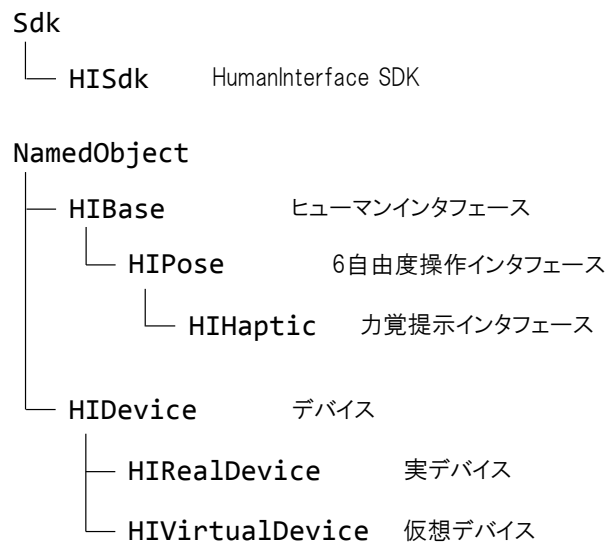 Sdk
HISdk HumanInterface SDK
NamedObject
HIBase ヒューマンインタフェース
HIPose 6自由度操作インタフェース
HIHaptic 力覚提示インタフェース
HIDevice デバイス
HIRealDevice 実デバイス
HIVirtualDevice 仮想デバイス